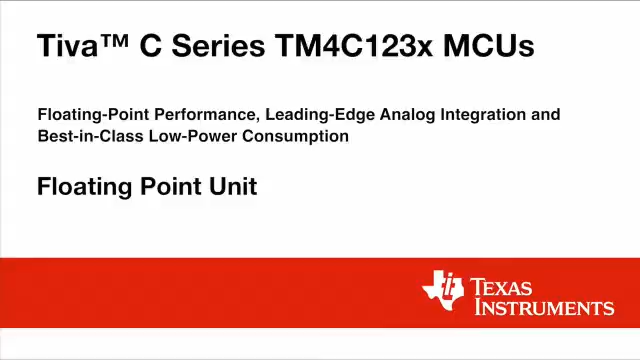 Tiva™ C Series TM4C123x MCUs
Floating-Point Performance, Leading-Edge Analog Integration and
Best-in-Class Low-Power Consumption
Floating Point Unit
TEXAS
INSTRUMENTS